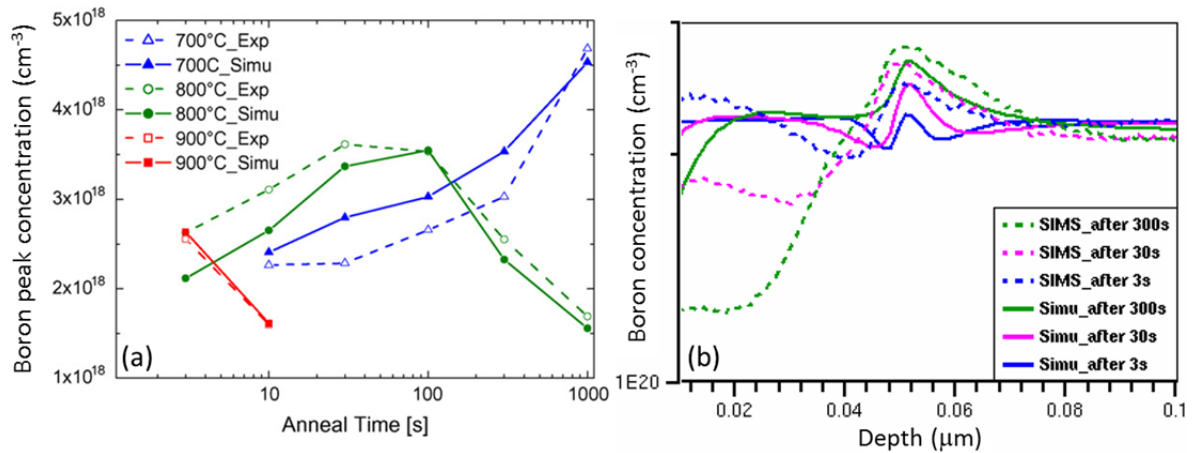 Boron peak concentration (cm⁻³)
5x10¹⁸
4x10¹⁸
3x10¹⁸
2x10¹⁸
1x10¹⁸
700°C_Exp
700C_Simu
800°C_Exp
800°C_Simu
900°C_Exp
900°C_Simu
(a)
10
100
1000
Anneal Time [s]
Boron concentration (cm⁻³)
SIMS_after 300s
SIMS_after 30s
SIMS_after 3s
Simu_after 300s
Simu_after 30s
Simu_after 3s
(b)
1E20
0.02
0.04
0.06
0.08
0.1
Depth (μm)